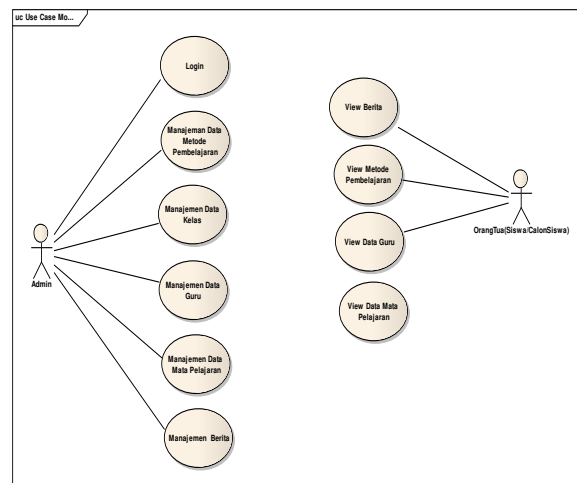 uc Use Case Mo...
Login
Manajeman Data
Metode
Pembelajaran
Manajemen Data
Kelas
Manajemen Data
Guru
Manajemen Data
Mata Pelajaran
Manajemen Berita
Admin
View Berita
View Metode
Pembelajaran
View Data Guru
View Data Mata
Pelajaran
OrangTua(Siswa/CalonSiswa)